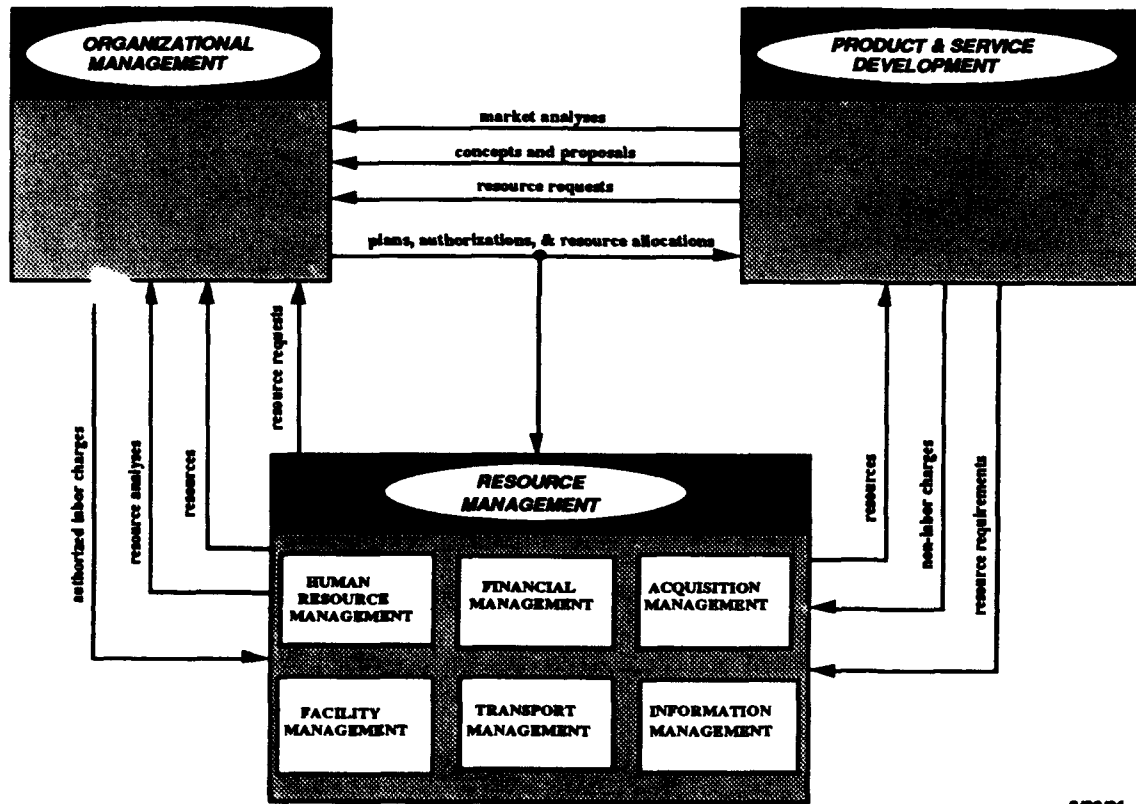 ORGANIZATIONAL
MANAGEMENT
PRODUCT & SERVICE
DEVELOPMENT
market analyses
concepts and proposals
resource requests
plans, authorizations, & resource allocations
authorized labor charges
resource analyses
resources
resource requests
resources
non-labor charges
resource requirements
RESOURCE
MANAGEMENT
HUMAN
RESOURCE
MANAGEMENT
FINANCIAL
MANAGEMENT
ACQUISITION
MANAGEMENT
FACILITY
MANAGEMENT
TRANSPORT
MANAGEMENT
INFORMATION
MANAGEMENT